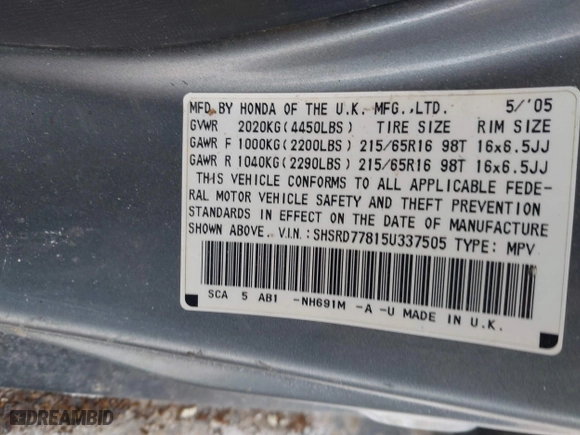 MFD. BY HONDA OF THE U.K. MFG.,LTD. 5/'05
GVWR 2020KG(4450LBS) TIRE SIZE RIM SIZE
GAWR F 1000KG(2200LBS) 215/65R16 98T 16x6.5JJ
GAWR R 1040KG(2290LBS) 215/65R16 98T 16x6.5JJ
THIS VEHICLE CONFORMS TO ALL APPLICABLE FEDE-
RAL MOTOR VEHICLE SAFETY AND THEFT PREVENTION
STANDARDS IN EFFECT ON THE DATE OF MANUFACTURE
SHOWN ABOVE. V.I.N.: SHSRD77815U337505 TYPE: MPV
SCA 5 AB1 -NH691M -A -U MADE IN U.K.
DREAMBID